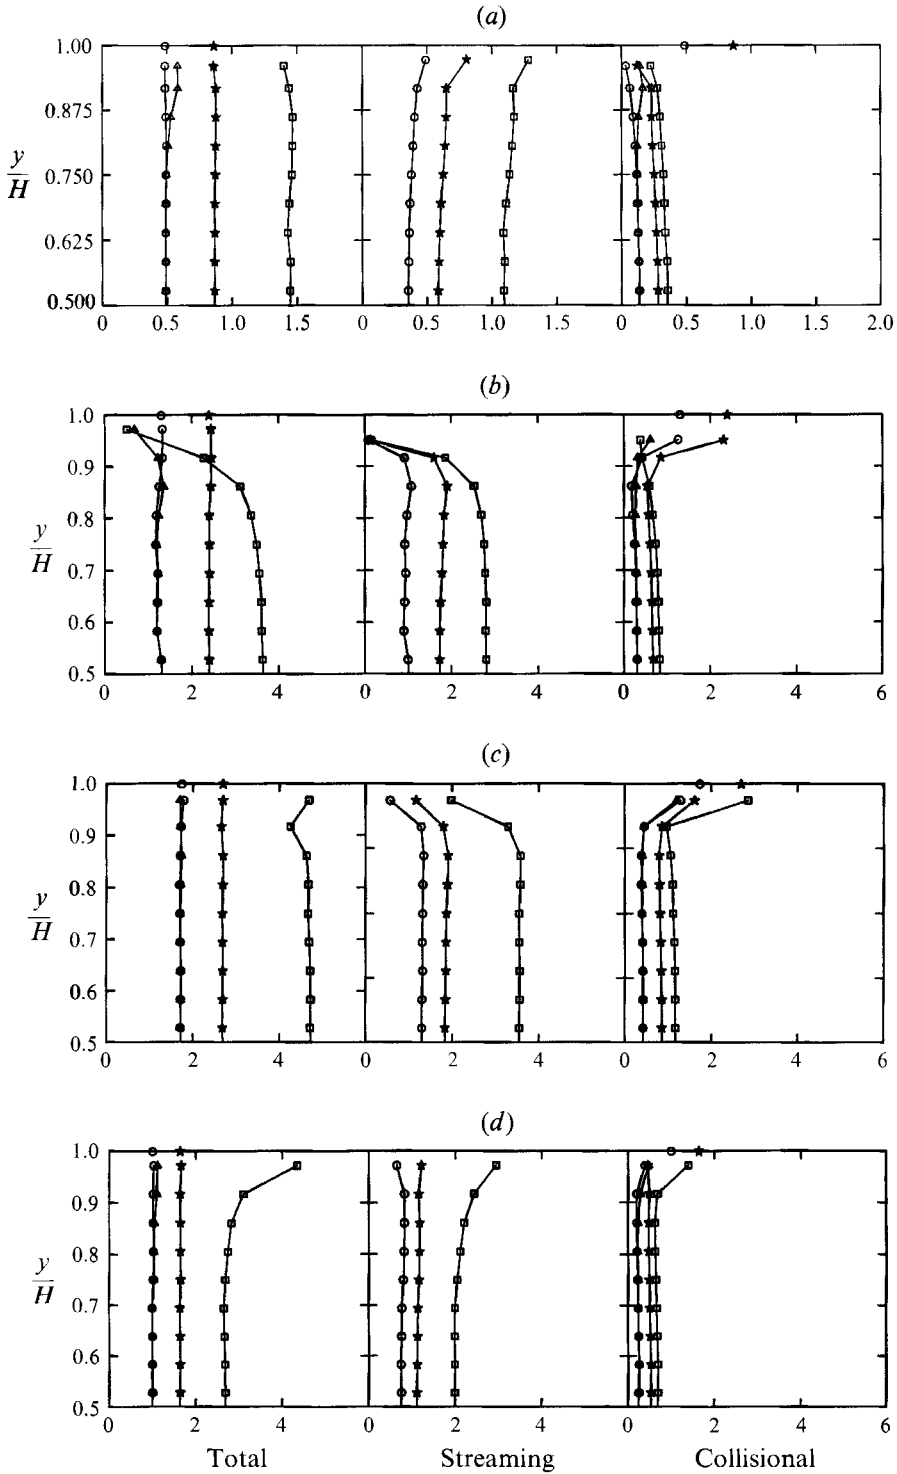 (a)
1.00
0.875
y
H
0.750
0.625
0.500
0 0.5 1.0 1.5 0 0.5 1.0 1.5 0 0.5 1.0 1.5 2.0
(b)
1.0
0.9
0.8
y
H
0.7
0.6
0.5
0 2 4 0 2 4 0 2 4 6
(c)
1.0
0.9
0.8
y
H
0.7
0.6
0.5
0 2 4 0 2 4 0 2 4 6
(d)
1.0
0.9
0.8
y
H
0.7
0.6
0.5
0 2 4 0 2 4 0 2 4 6
Total Streaming Collisional